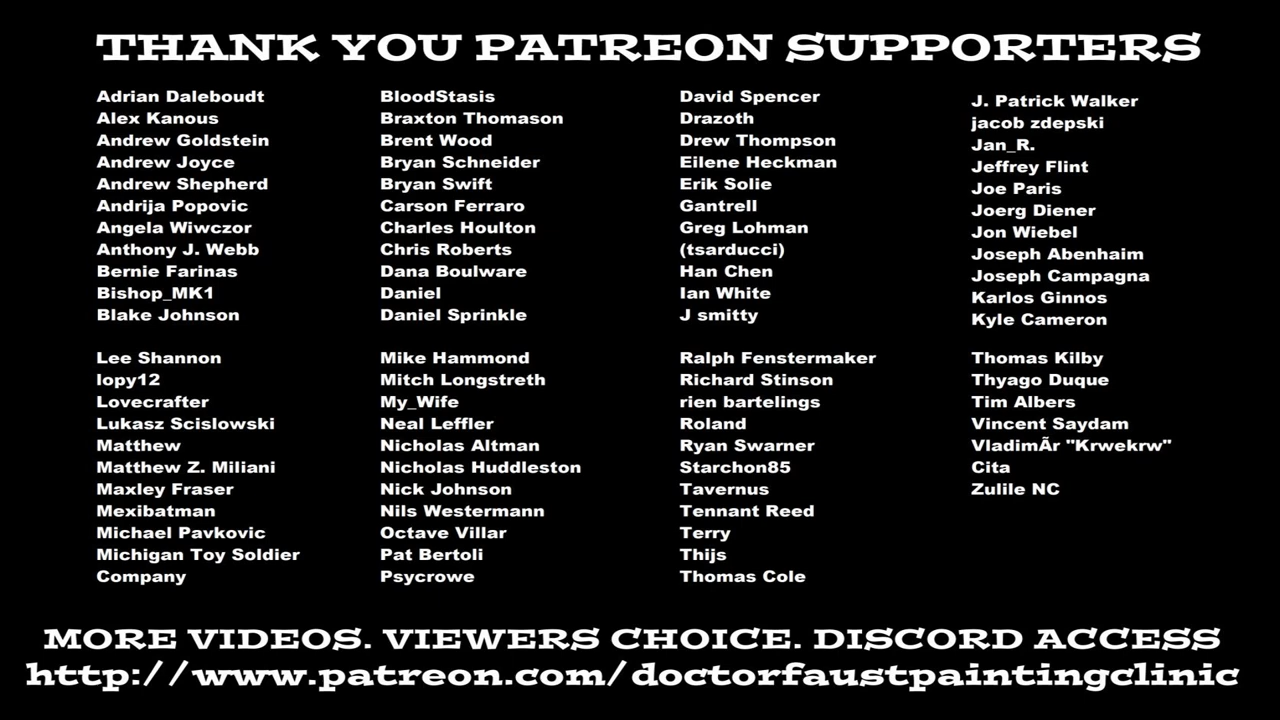 THANK YOU PATREON SUPPORTERS
Adrian Daleboudt
Alex Kanous
Andrew Goldstein
Andrew Joyce
Andrew Shepherd
Andrija Popovic
Angela Wiwczor
Anthony J. Webb
Bernie Farinas
Bishop_MK1
Blake Johnson
BloodStasis
Braxton Thomason
Brent Wood
Bryan Schneider
Bryan Swift
Carson Ferraro
Charles Houlton
Chris Roberts
Dana Boulware
Daniel
Daniel Sprinkle
David Spencer
Drazoth
Drew Thompson
Eilene Heckman
Erik Solie
Gantrell
Greg Lohman
(tsarducci)
Han Chen
Ian White
J smitty
J. Patrick Walker
jacob zdepski
Jan_R.
Jeffrey Flint
Joe Paris
Joerg Diener
Jon Wiebel
Joseph Abenhaim
Joseph Campagna
Karlos Ginnos
Kyle Cameron
Lee Shannon
lopy12
Lovecrafter
Lukasz Scislowski
Matthew
Matthew Z. Miliani
Maxley Fraser
Mexibatman
Michael Pavkovic
Michigan Toy Soldier
Company
Mike Hammond
Mitch Longstreth
My_Wife
Neal Leffler
Nicholas Altman
Nicholas Huddleston
Nick Johnson
Nils Westermann
Octave Villar
Pat Bertoli
Psycrowe
Ralph Fenstermaker
Richard Stinson
rien bartelings
Roland
Ryan Swarner
Starchon85
Tavernus
Tennant Reed
Terry
Thijs
Thomas Cole
Thomas Kilby
Thyago Duque
Tim Albers
Vincent Saydam
VladimÃr "Krwekrw"
Cita
Zulile NC
MORE VIDEOS. VIEWERS CHOICE. DISCORD ACCESS
http://www.patreon.com/doctorfaustpaintingclinic